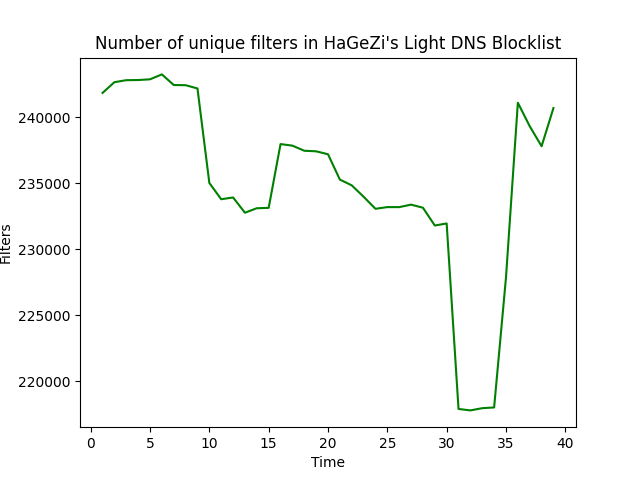 Number of unique filters in HaGeZi's Light DNS Blocklist
240000
235000
230000
225000
220000
Filters
0 5 10 15 20 25 30 35 40
Time